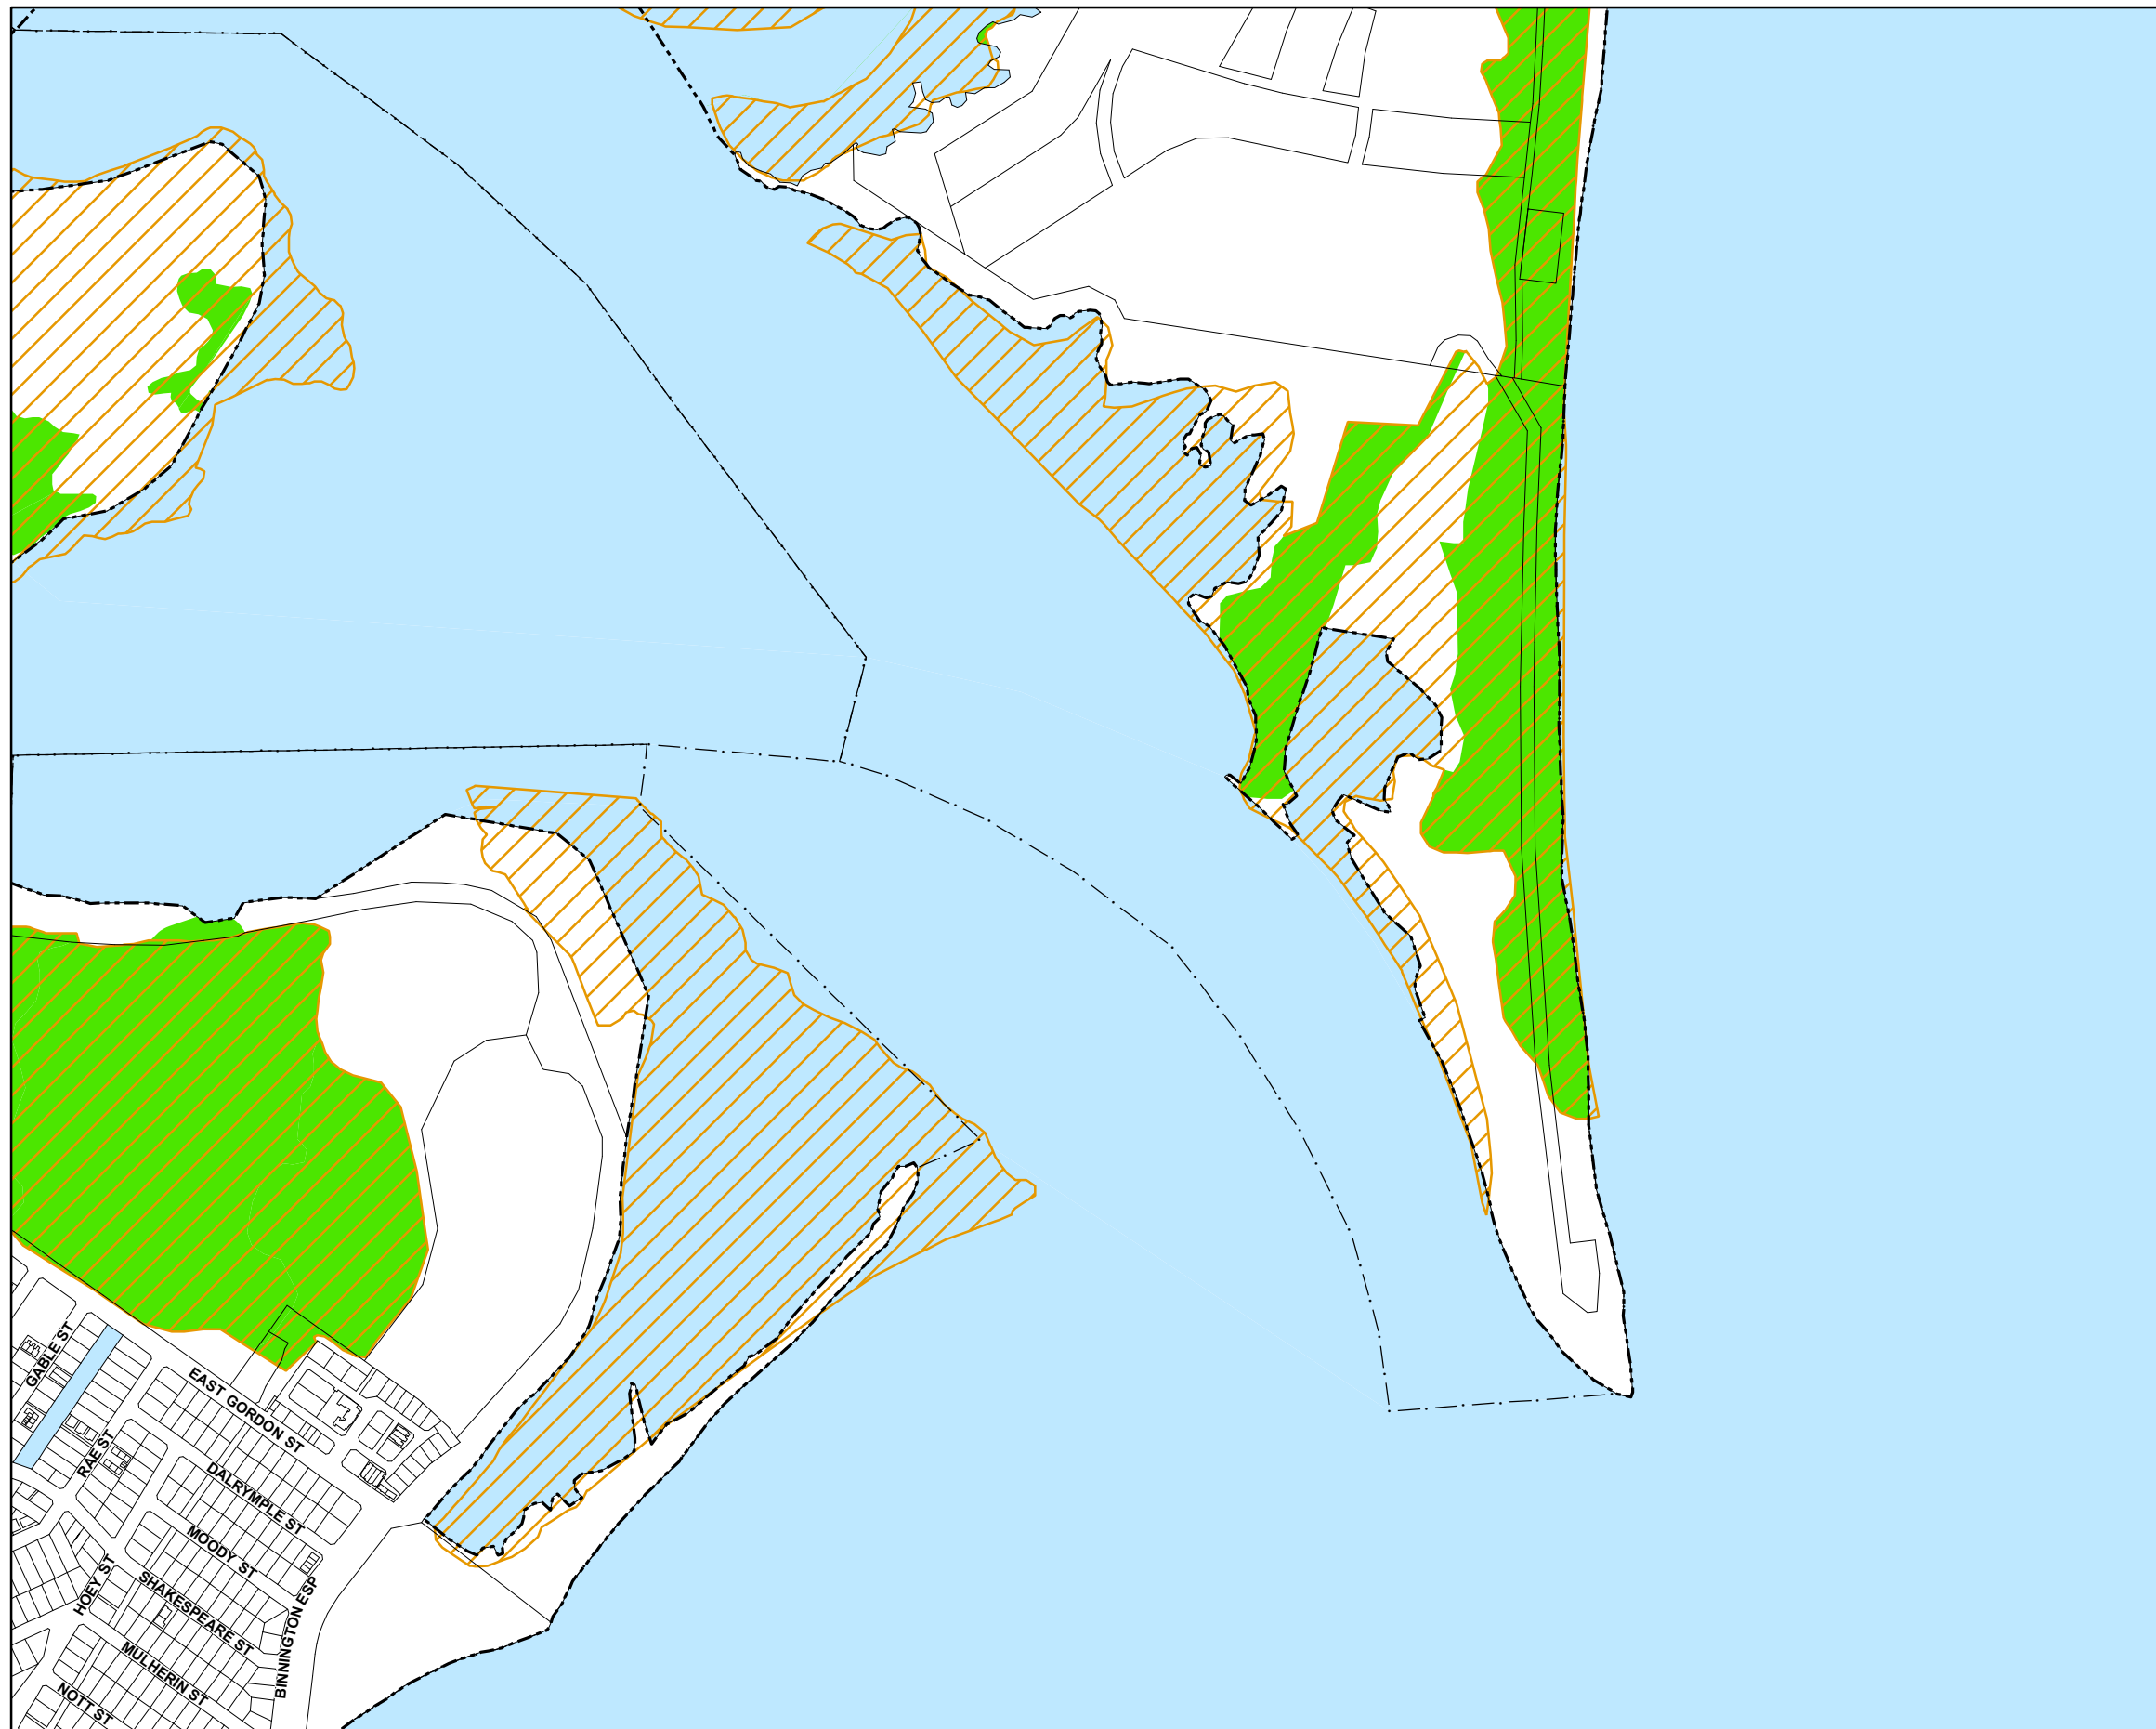 GABLE ST
EAST GORDON ST
RAE ST
DALRYMPLE ST
MOODY ST
HOEY ST
SHAKESPEARE ST
BINNINGTON ESP
MULHERIN ST
NOTT ST